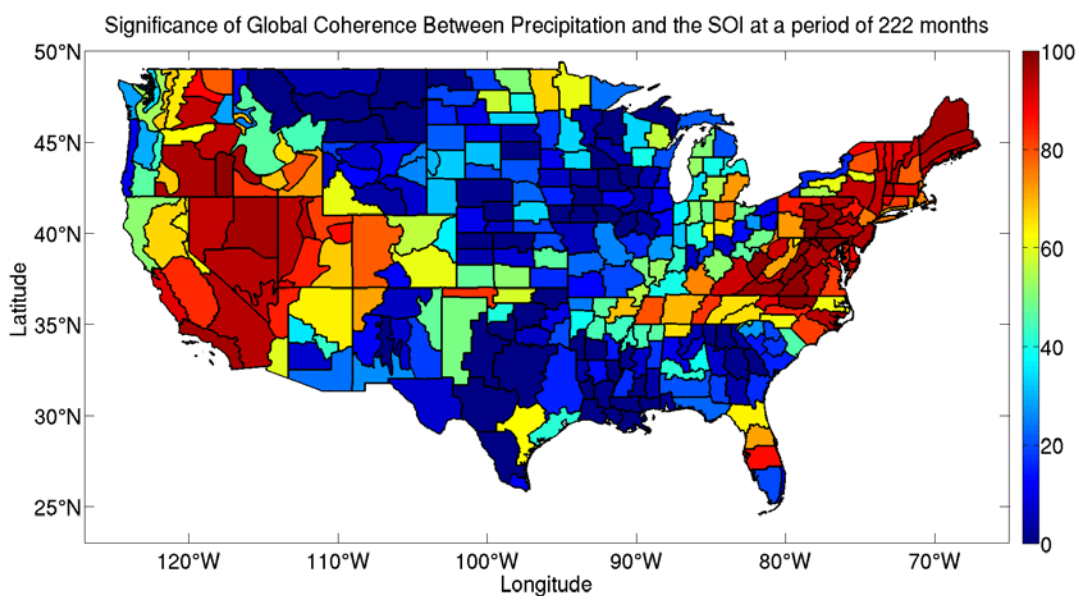 Significance of Global Coherence Between Precipitation and the SOI at a period of 222 months
50°N
45°N
40°N
35°N
30°N
25°N
Latitude
120°W
110°W
100°W
90°W
80°W
70°W
Longitude
100
80
60
40
20
0